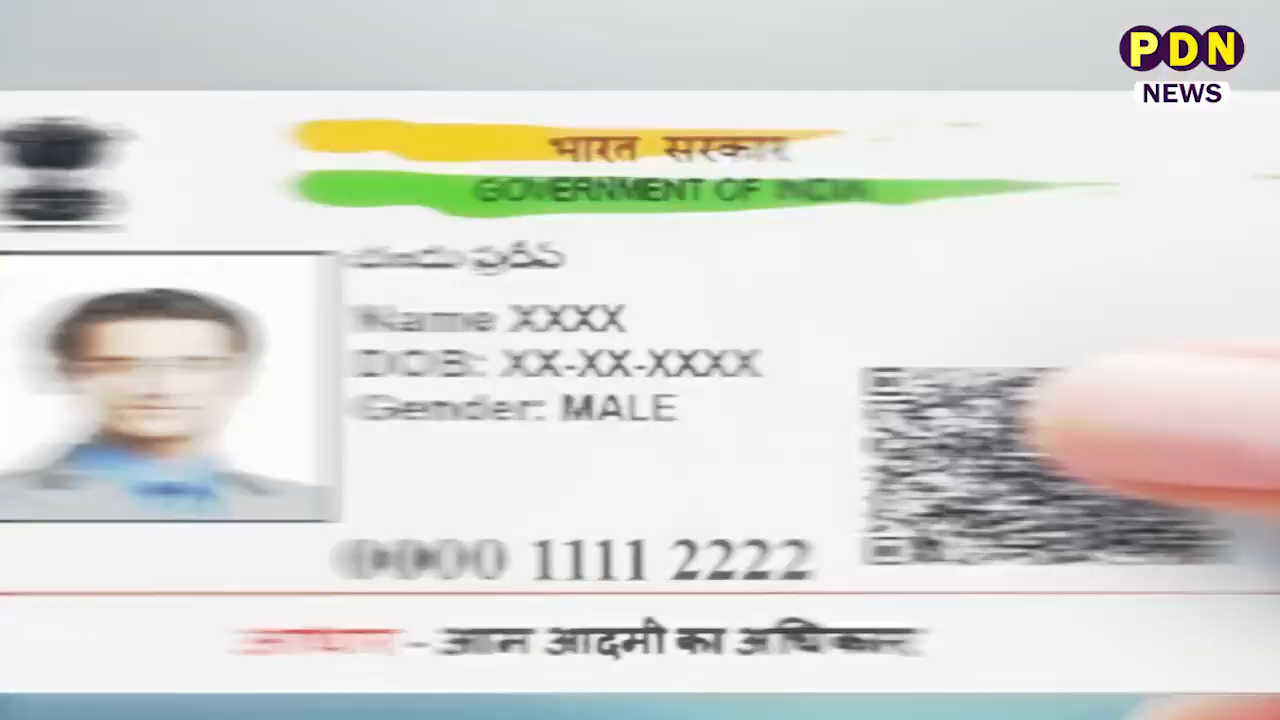 PDN
NEWS
भारत सरकार
GOVERNMENT OF INDIA
Name XXXX
DOB: XX-XX-XXXX
Gender: MALE
0000 1111 2222
आधार - आम आदमी का अधिकार